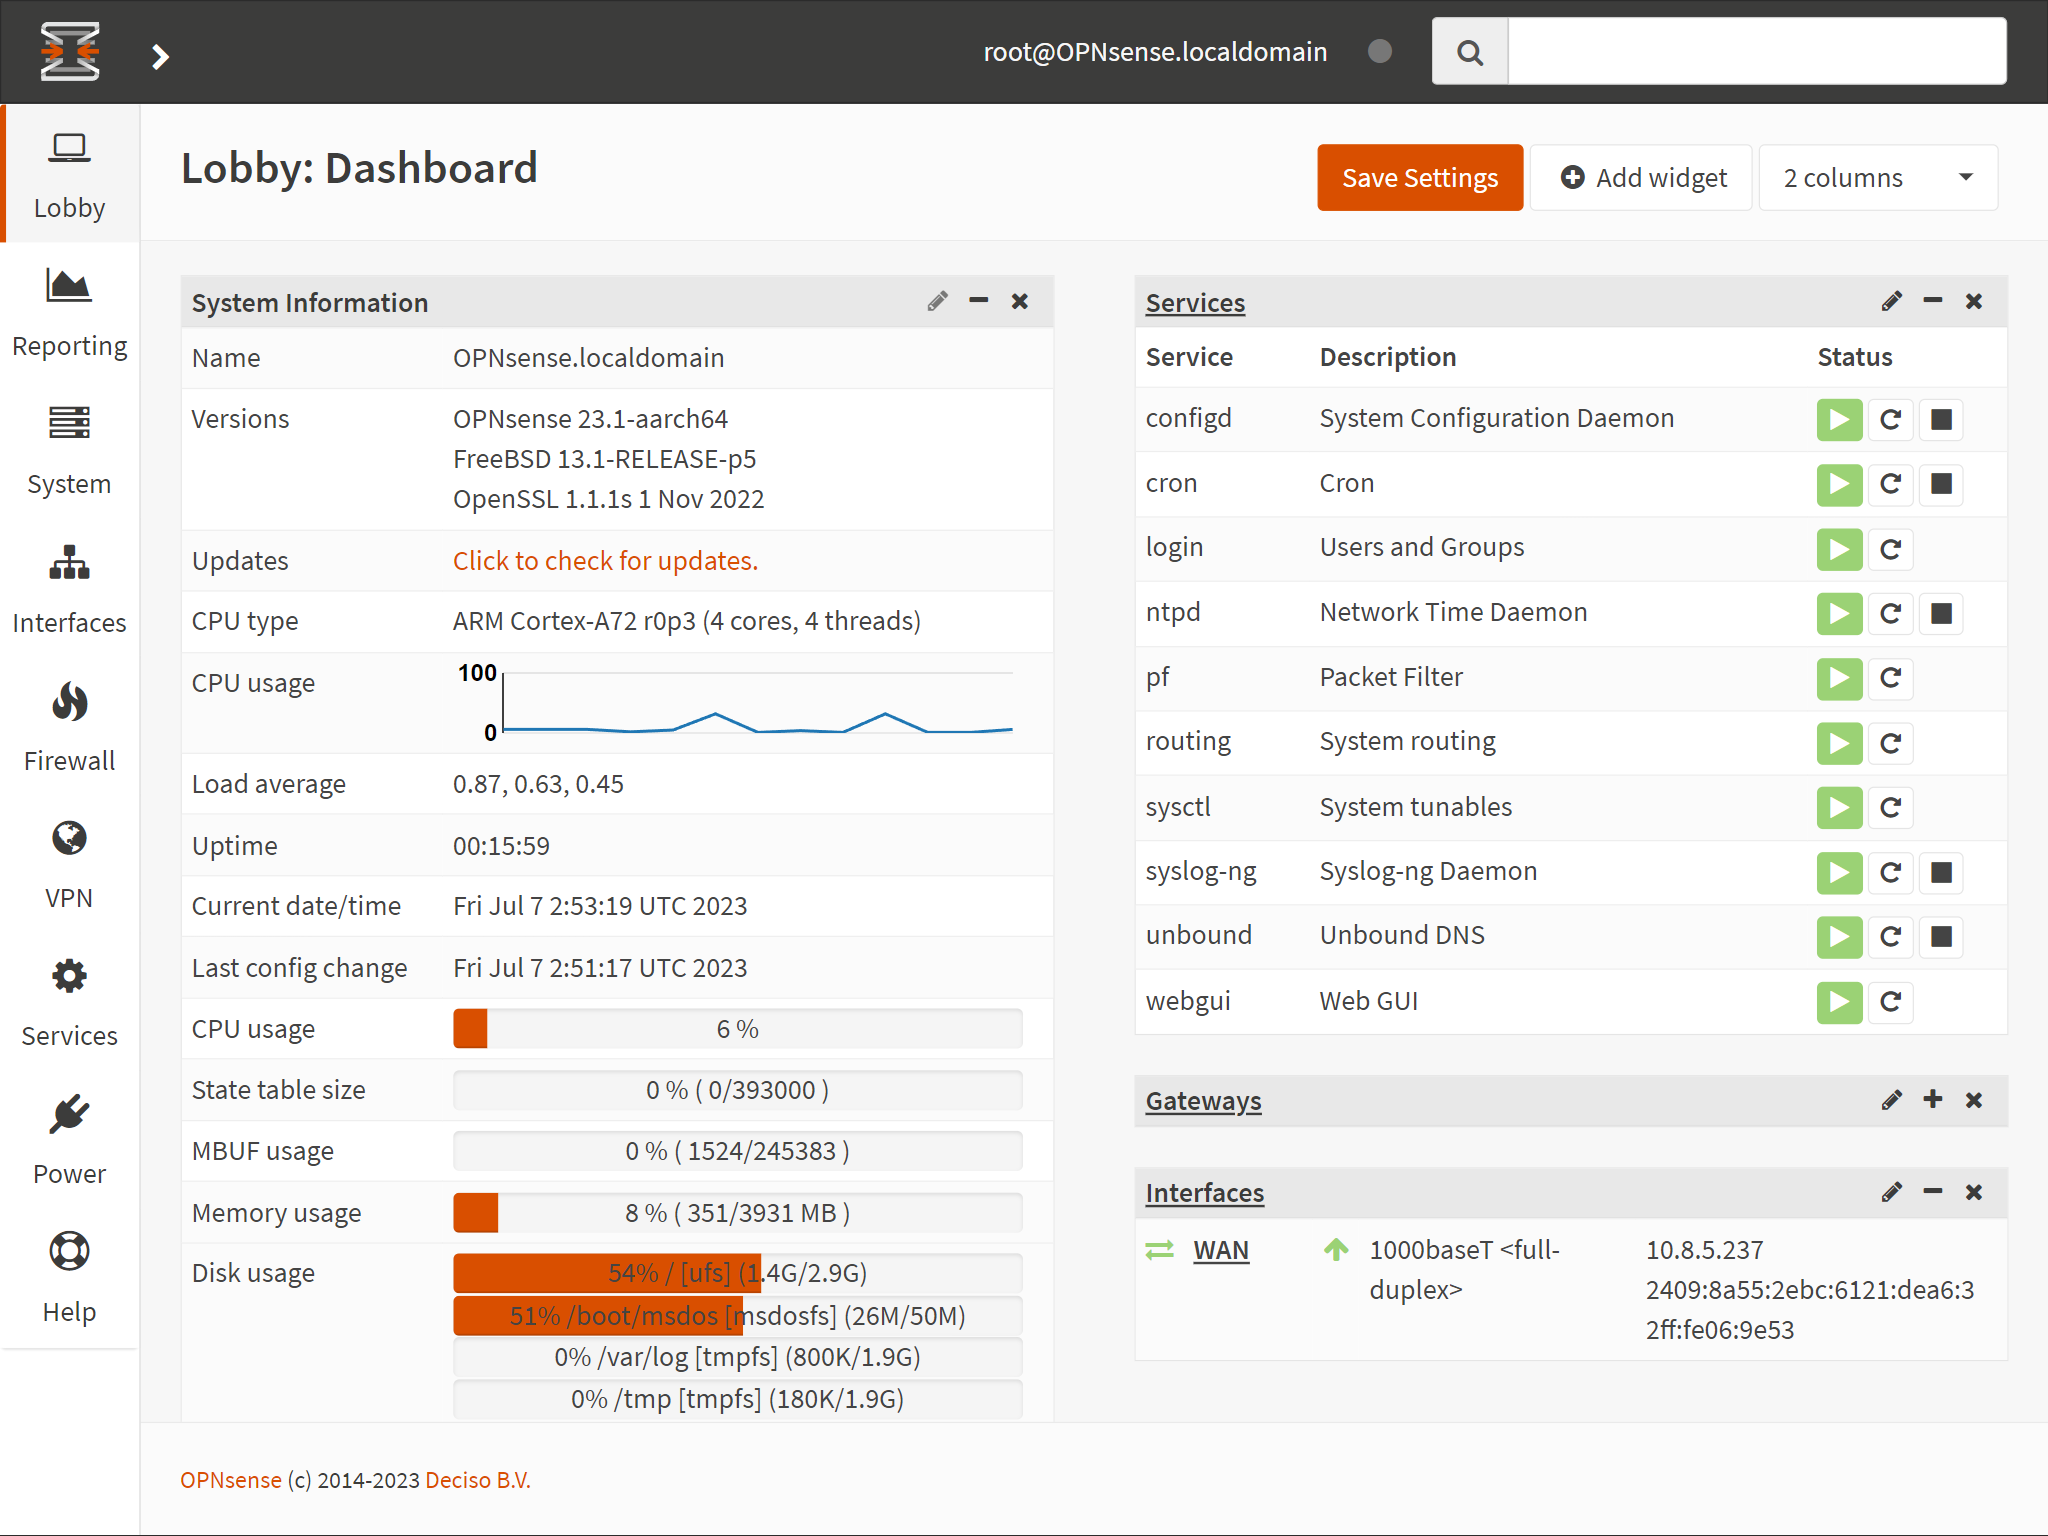 root@OPNsense.localdomain
Lobby: Dashboard
Save Settings
Add widget
2 columns
Lobby
Reporting
System
Interfaces
Firewall
VPN
Services
Power
Help
System Information
Name OPNsense.localdomain
Versions OPNsense 23.1-aarch64
FreeBSD 13.1-RELEASE-p5
OpenSSL 1.1.1s 1 Nov 2022
Updates Click to check for updates.
CPU type ARM Cortex-A72 r0p3 (4 cores, 4 threads)
CPU usage
100
0
Load average 0.87, 0.63, 0.45
Uptime 00:15:59
Current date/time Fri Jul 7 2:53:19 UTC 2023
Last config change Fri Jul 7 2:51:17 UTC 2023
CPU usage 6 %
State table size 0 % ( 0/393000 )
MBUF usage 0 % ( 1524/245383 )
Memory usage 8 % ( 351/3931 MB )
Disk usage 54% / [ufs] (1.4G/2.9G)
51% /boot/msdos [msdosfs] (26M/50M)
0% /var/log [tmpfs] (800K/1.9G)
0% /tmp [tmpfs] (180K/1.9G)
Services
Service Description Status
configd System Configuration Daemon
cron Cron
login Users and Groups
ntpd Network Time Daemon
pf Packet Filter
routing System routing
sysctl System tunables
syslog-ng Syslog-ng Daemon
unbound Unbound DNS
webgui Web GUI
Gateways
Interfaces
WAN 1000baseT <full- 10.8.5.237
duplex> 2409:8a55:2ebc:6121:dea6:3
2ff:fe06:9e53
OPNsense (c) 2014-2023 Deciso B.V.